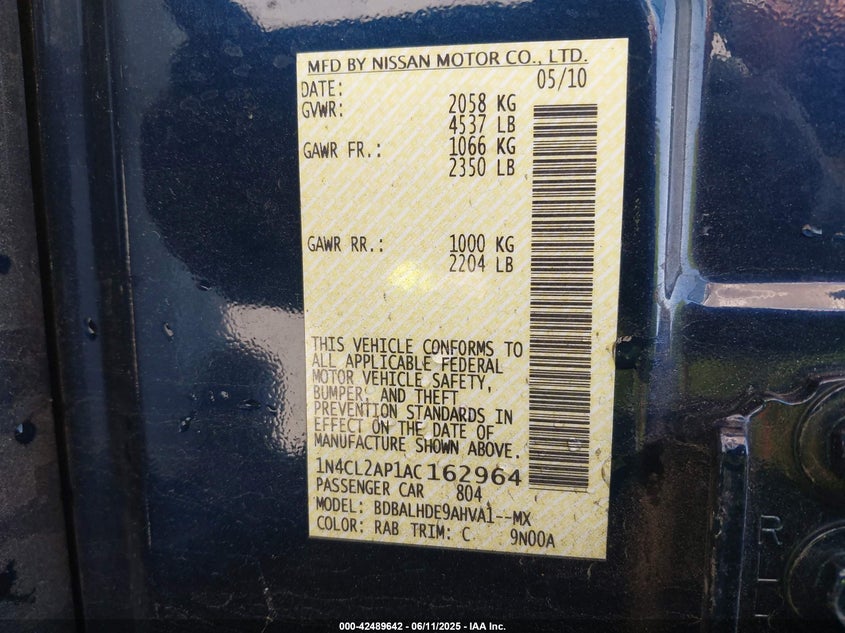 MFD BY NISSAN MOTOR CO., LTD.
DATE: 05/10
GVWR: 2058 KG
4537 LB
GAWR FR.: 1066 KG
2350 LB
GAWR RR.: 1000 KG
2204 LB
THIS VEHICLE CONFORMS TO
ALL APPLICABLE FEDERAL
MOTOR VEHICLE SAFETY,
BUMPER, AND THEFT
PREVENTION STANDARDS IN
EFFECT ON THE DATE OF
MANUFACTURE SHOWN ABOVE.
1N4CL2AP1AC162964
PASSENGER CAR 804
MODEL: BDBALHDE9AHVA1--MX
COLOR: RAB TRIM: C 9N00A
R
000-42489642 - 06/11/2025 - IAA Inc.